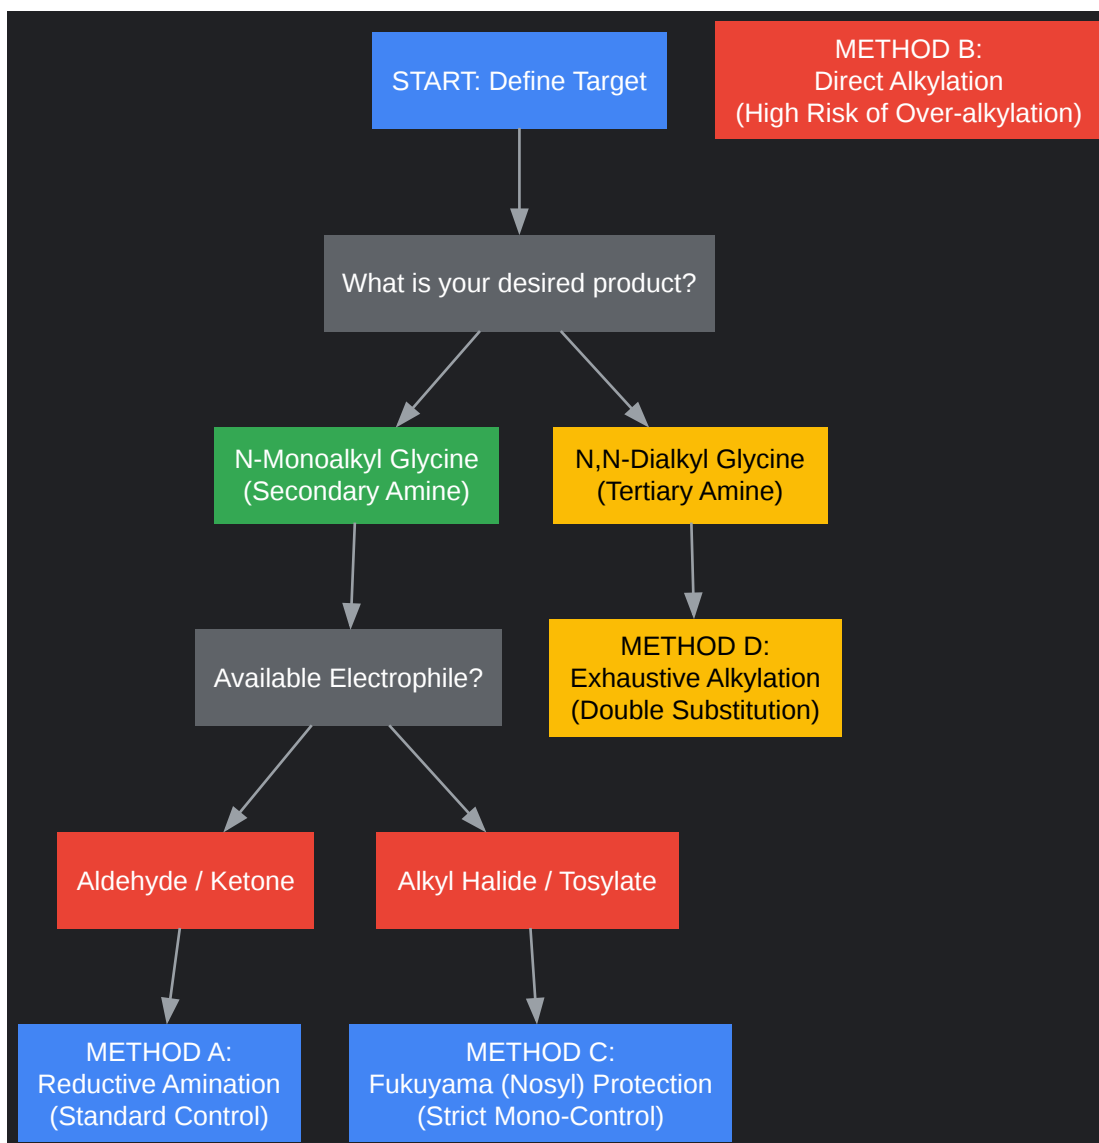 START: Define Target
METHOD B:
Direct Alkylation
(High Risk of Over-alkylation)
What is your desired product?
N-Monoalkyl Glycine
(Secondary Amine)
N,N-Dialkyl Glycine
(Tertiary Amine)
Available Electrophile?
METHOD D:
Exhaustive Alkylation
(Double Substitution)
Aldehyde / Ketone
Alkyl Halide / Tosylate
METHOD A:
Reductive Amination
(Standard Control)
METHOD C:
Fukuyama (Nosyl) Protection
(Strict Mono-Control)